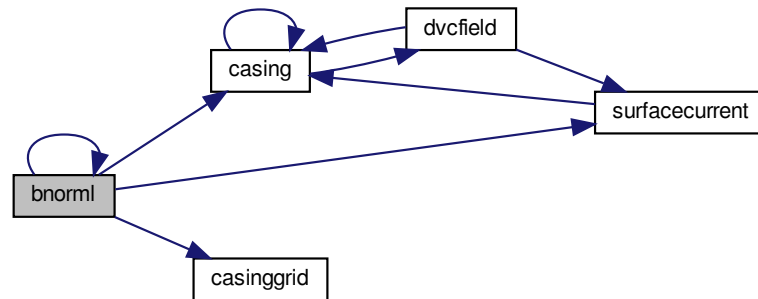 dvcfield
casing
surfacecurrent
bnorml
casinggrid